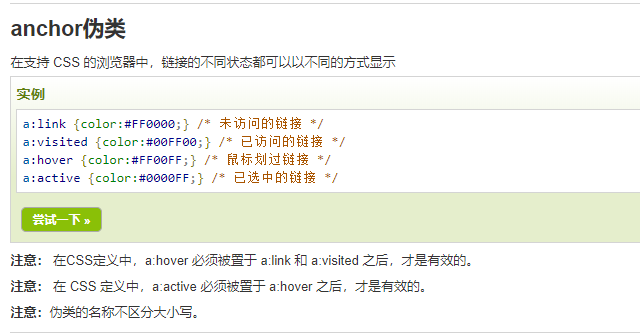 anchor伪类
在支持 CSS 的浏览器中，链接的不同状态都可以以不同的方式显示
实例
a:link {color:#FF0000;} /* 未访问的链接 */
a:visited {color:#00FF00;} /* 已访问的链接 */
a:hover {color:#FF00FF;} /* 鼠标划过链接 */
a:active {color:#0000FF;} /* 已选中的链接 */
尝试一下 »
注意： 在CSS定义中，a:hover 必须被置于 a:link 和 a:visited 之后，才是有效的。
注意： 在 CSS 定义中，a:active 必须被置于 a:hover 之后，才是有效的。
注意：伪类的名称不区分大小写。